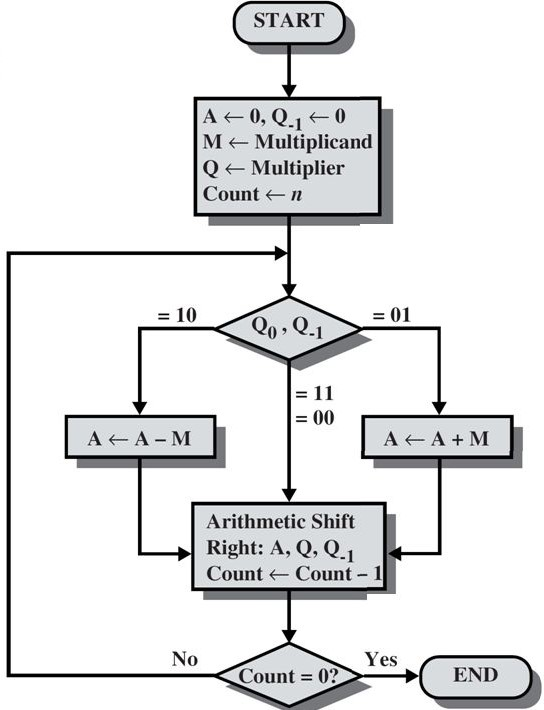 START
A ← 0, Q₋₁ ← 0
M ← Multiplicand
Q ← Multiplier
Count ← n
= 10
Q₀ , Q₋₁
= 01
= 11
= 00
A ← A – M
A ← A + M
Arithmetic Shift
Right: A, Q, Q₋₁
Count ← Count – 1
No
Count = 0?
Yes
END